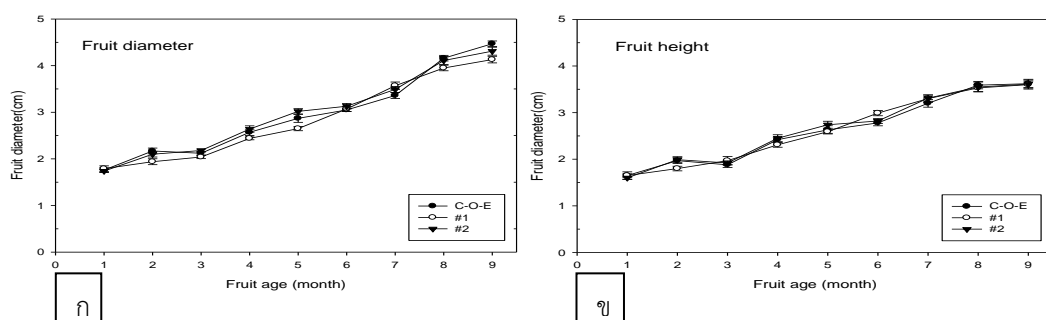 Fruit diameter
Fruit diameter(cm)
5
4
3
2
1
0
C-O-E
#1
#2
0 1 2 3 4 5 6 7 8 9
Fruit age (month)
ก
Fruit height
Fruit diameter(cm)
5
4
3
2
1
0
C-O-E
#1
#2
0 1 2 3 4 5 6 7 8 9
Fruit age (month)
ข